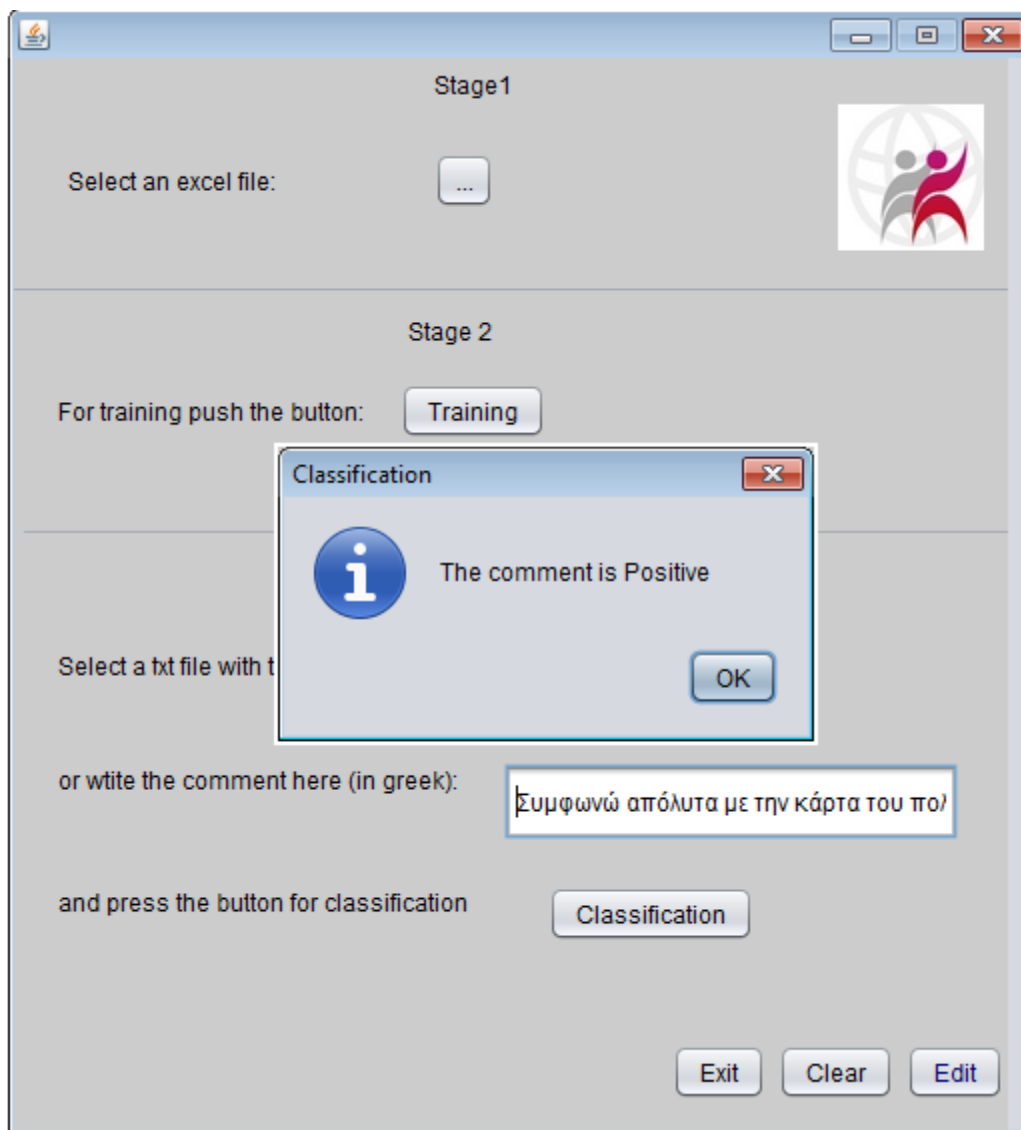 Stage1
Select an excel file:
...
Stage 2
For training push the button:
Training
Classification
The comment is Positive
OK
Select a txt file with t
or wtite the comment here (in greek):
Συμφωνώ απόλυτα με την κάρτα του πολ
and press the button for classification
Classification
Exit
Clear
Edit